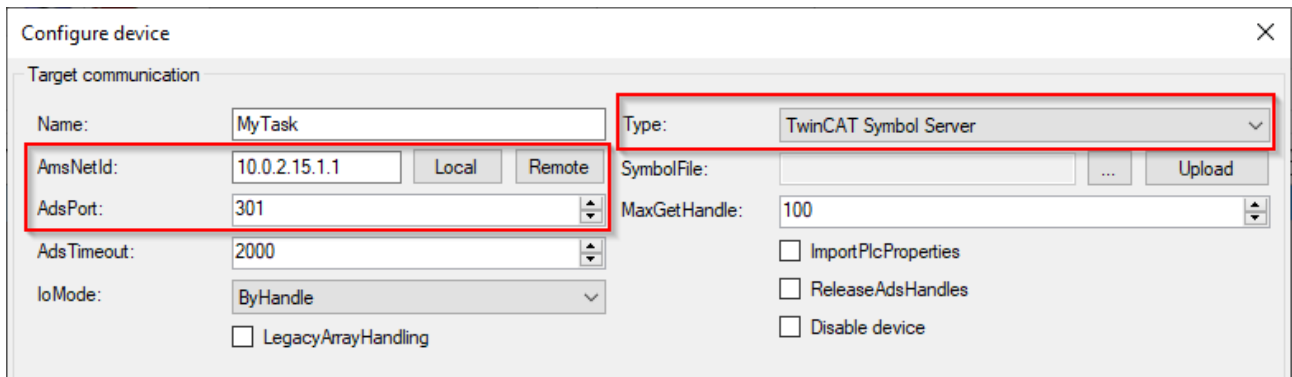 Configure device
Target communication
Name: MyTask Type: TwinCAT Symbol Server
AmsNetId: 10.0.2.15.1.1 Local Remote SymbolFile: ... Upload
AdsPort: 301 MaxGetHandle: 100
AdsTimeout: 2000 ImportPlcProperties
IoMode: ByHandle ReleaseAdsHandles
LegacyArrayHandling Disable device